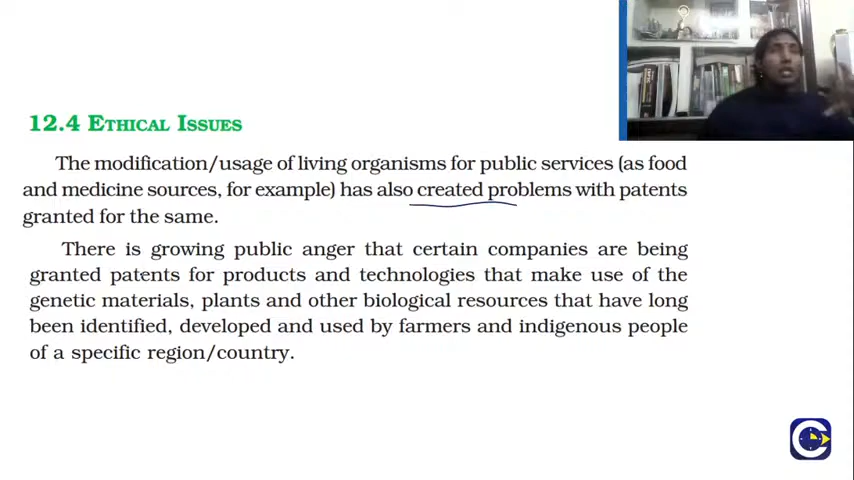 12.4 ETHICAL ISSUES
The modification/usage of living organisms for public services (as food
and medicine sources, for example) has also created problems with patents
granted for the same.
There is growing public anger that certain companies are being
granted patents for products and technologies that make use of the
genetic materials, plants and other biological resources that have long
been identified, developed and used by farmers and indigenous people
of a specific region/country.